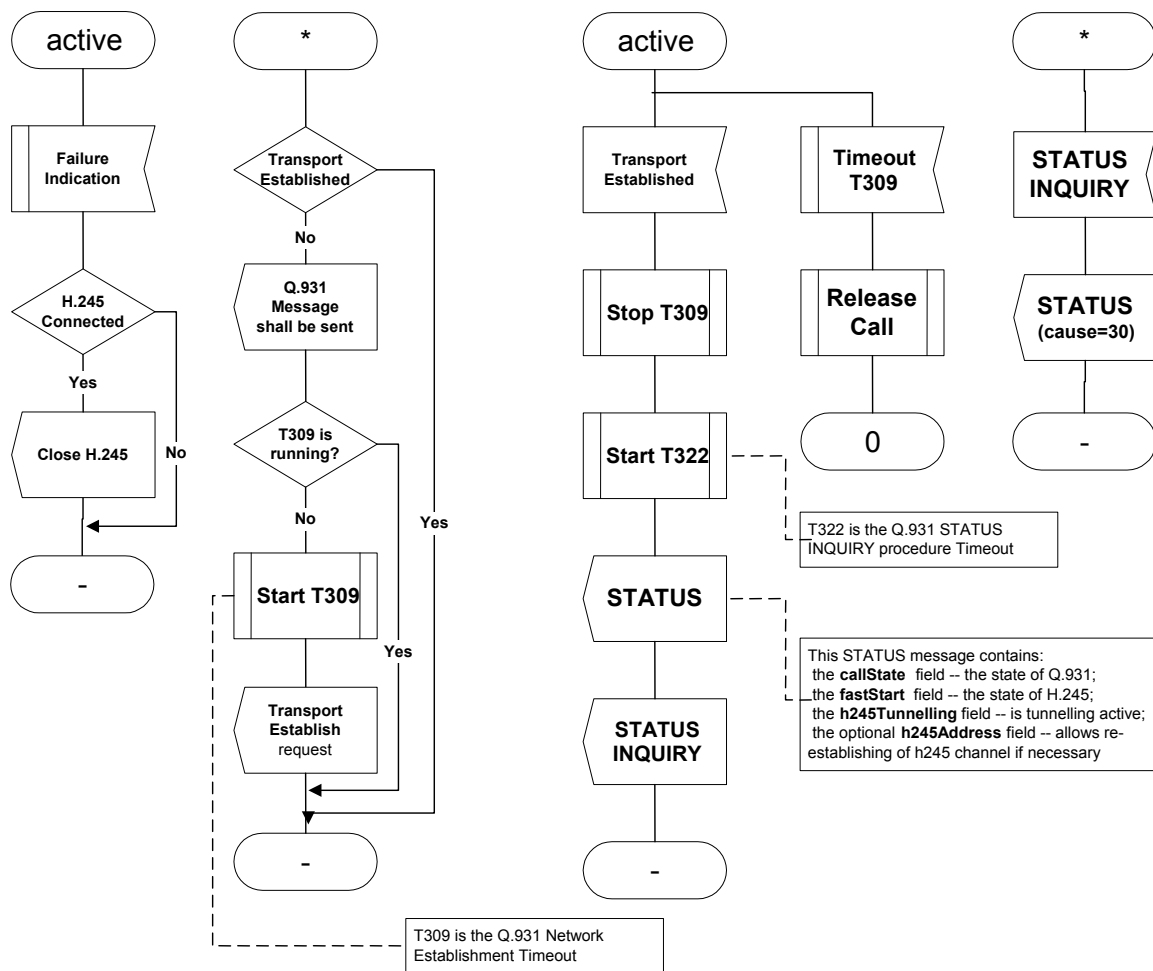 active
Failure
Indication
H.245
Connected
Yes
No
Close H.245
-
*
Transport
Established
No
Q.931
Message
shall be sent
T309 is
running?
No
Yes
Yes
Start T309
Transport
Establish
request
-
T309 is the Q.931 Network
Establishment Timeout
active
Transport
Established
Stop T309
Start T322
STATUS
STATUS
INQUIRY
-
Timeout
T309
Release
Call
0
T322 is the Q.931 STATUS
INQUIRY procedure Timeout
This STATUS message contains:
the callState field -- the state of Q.931;
the fastStart field -- the state of H.245;
the h245Tunnelling field -- is tunnelling active;
the optional h245Address field -- allows re-
establishing of h245 channel if necessary
*
STATUS
INQUIRY
STATUS
(cause=30)
-